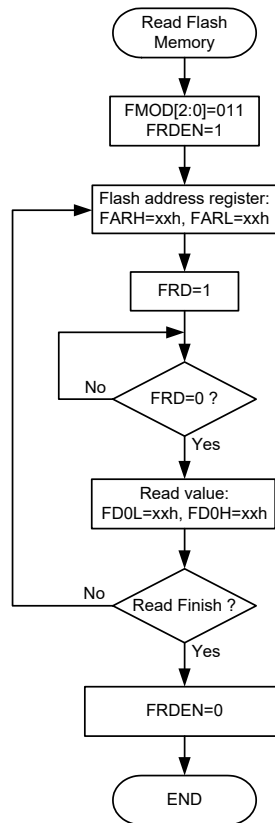 Read Flash
Memory
FMOD[2:0]=011
FRDEN=1
Flash address register:
FARH=xxh, FARL=xxh
FRD=1
No
FRD=0 ?
Yes
Read value:
FD0L=xxh, FD0H=xxh
No
Read Finish ?
Yes
FRDEN=0
END